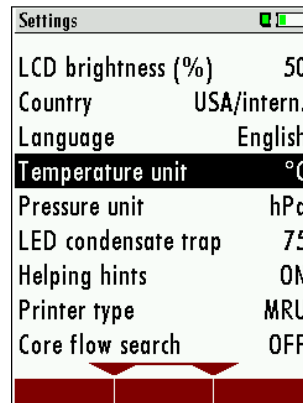 Settings
LCD brightness (%) 50
Country USA/intern.
Language English
Temperature unit °C
Pressure unit hPa
LED condensate trap 75
Helping hints ON
Printer type MRU
Core flow search OFF